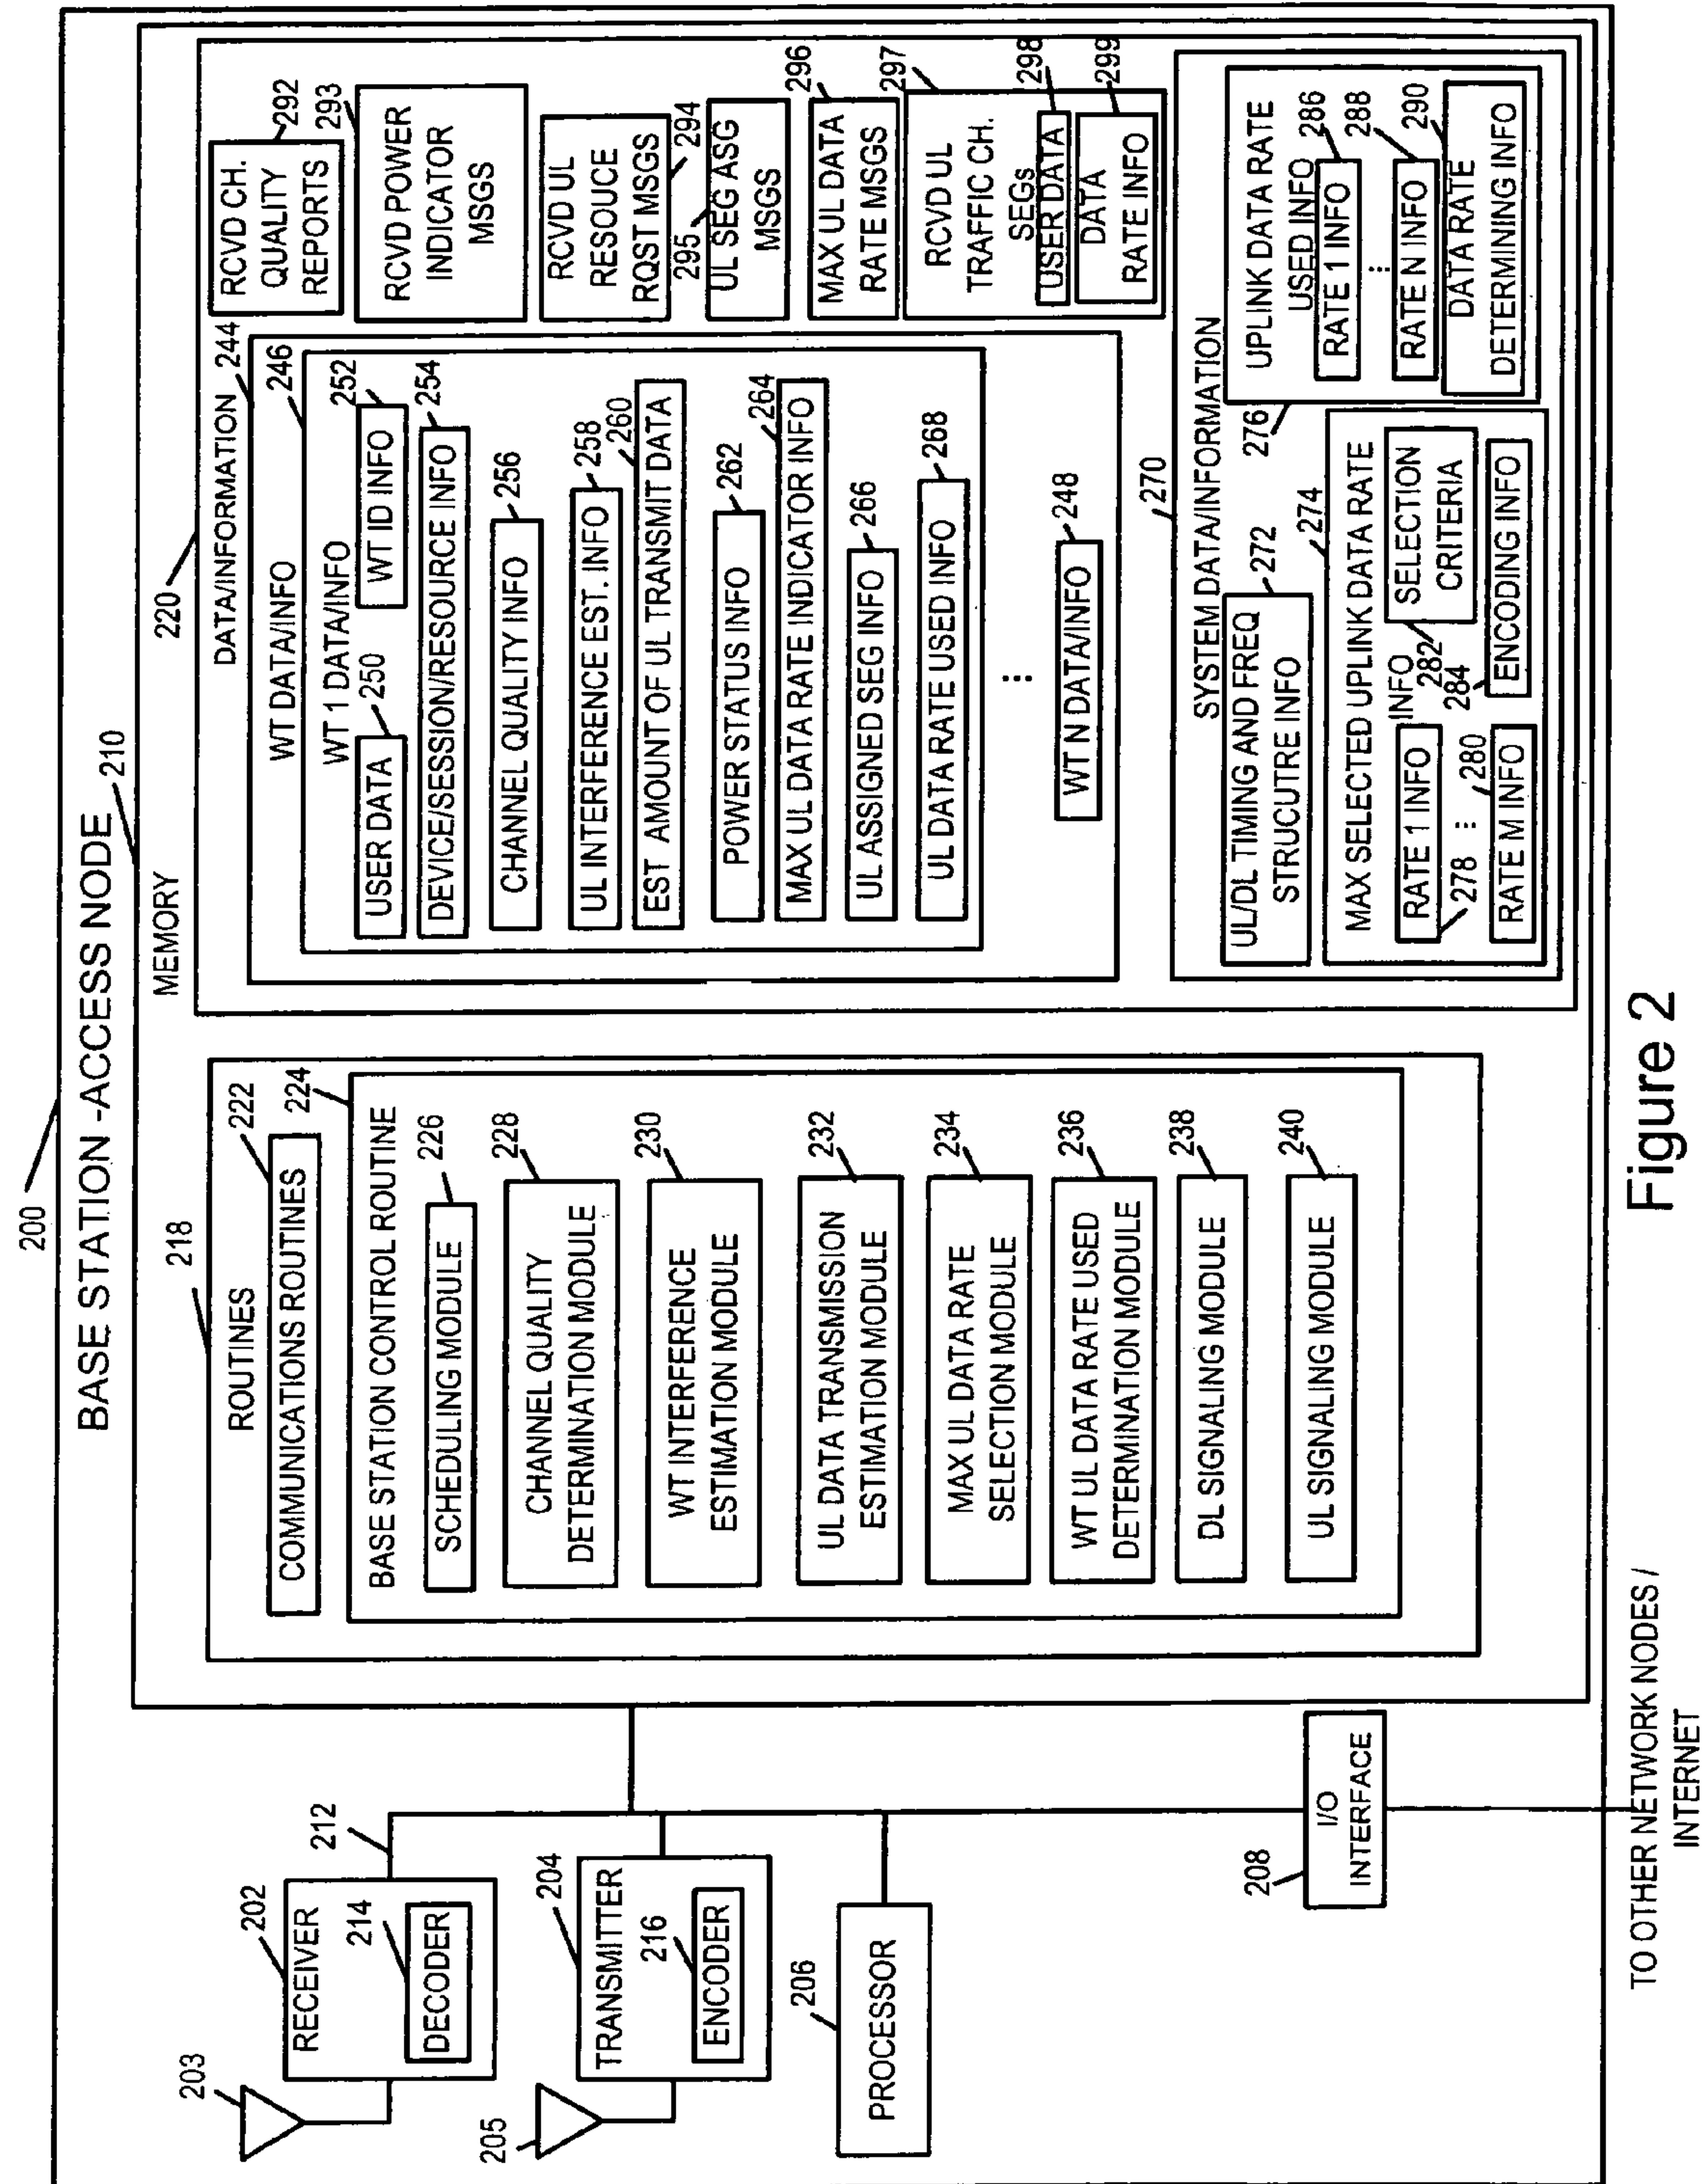 200
BASE STATION -ACCESS NODE
210
203
202
RECEIVER
214
DECODER
212
205
204
TRANSMITTER
216
ENCODER
206
PROCESSOR
208
I/O
INTERFACE
TO OTHER NETWORK NODES /
INTERNET
MEMORY
218
ROUTINES
222
COMMUNICATIONS ROUTINES
224
BASE STATION CONTROL ROUTINE
226
SCHEDULING MODULE
228
CHANNEL QUALITY
DETERMINATION MODULE
230
WT INTERFERENCE
ESTIMATION MODULE
232
UL DATA TRANSMISSION
ESTIMATION MODULE
234
MAX UL DATA RATE
SELECTION MODULE
236
WT UL DATA RATE USED
DETERMINATION MODULE
238
DL SIGNALING MODULE
240
UL SIGNALING MODULE
220
DATA/INFORMATION
244
WT DATA/INFO
246
WT 1 DATA/INFO
250
USER DATA
252
WT ID INFO
254
DEVICE/SESSION/RESOURCE INFO
256
CHANNEL QUALITY INFO
258
UL INTERFERENCE EST. INFO
260
EST AMOUNT OF UL TRANSMIT DATA
262
POWER STATUS INFO
264
MAX UL DATA RATE INDICATOR INFO
266
UL ASSIGNED SEG INFO
268
UL DATA RATE USED INFO
⋮
248
WT N DATA/INFO
292
RCVD CH.
QUALITY
REPORTS
293
RCVD POWER
INDICATOR
MSGS
RCVD UL
RESOUCE
RQST MSGS
294
295
UL SEG ASG
MSGS
296
MAX UL DATA
RATE MSGS
297
RCVD UL
TRAFFIC CH.
SEGs
298
USER DATA
299
DATA
RATE INFO
270
SYSTEM DATA/INFORMATION
272
UL/DL TIMING AND FREQ
STRUCUTRE INFO
274
MAX SELECTED UPLINK DATA RATE
INFO
RATE 1 INFO
278
⋮
280
RATE M INFO
282
SELECTION
CRITERIA
284
ENCODING INFO
276
UPLINK DATA RATE
USED INFO
286
RATE 1 INFO
⋮
288
RATE N INFO
290
DATA RATE
DETERMINING INFO
Figure 2